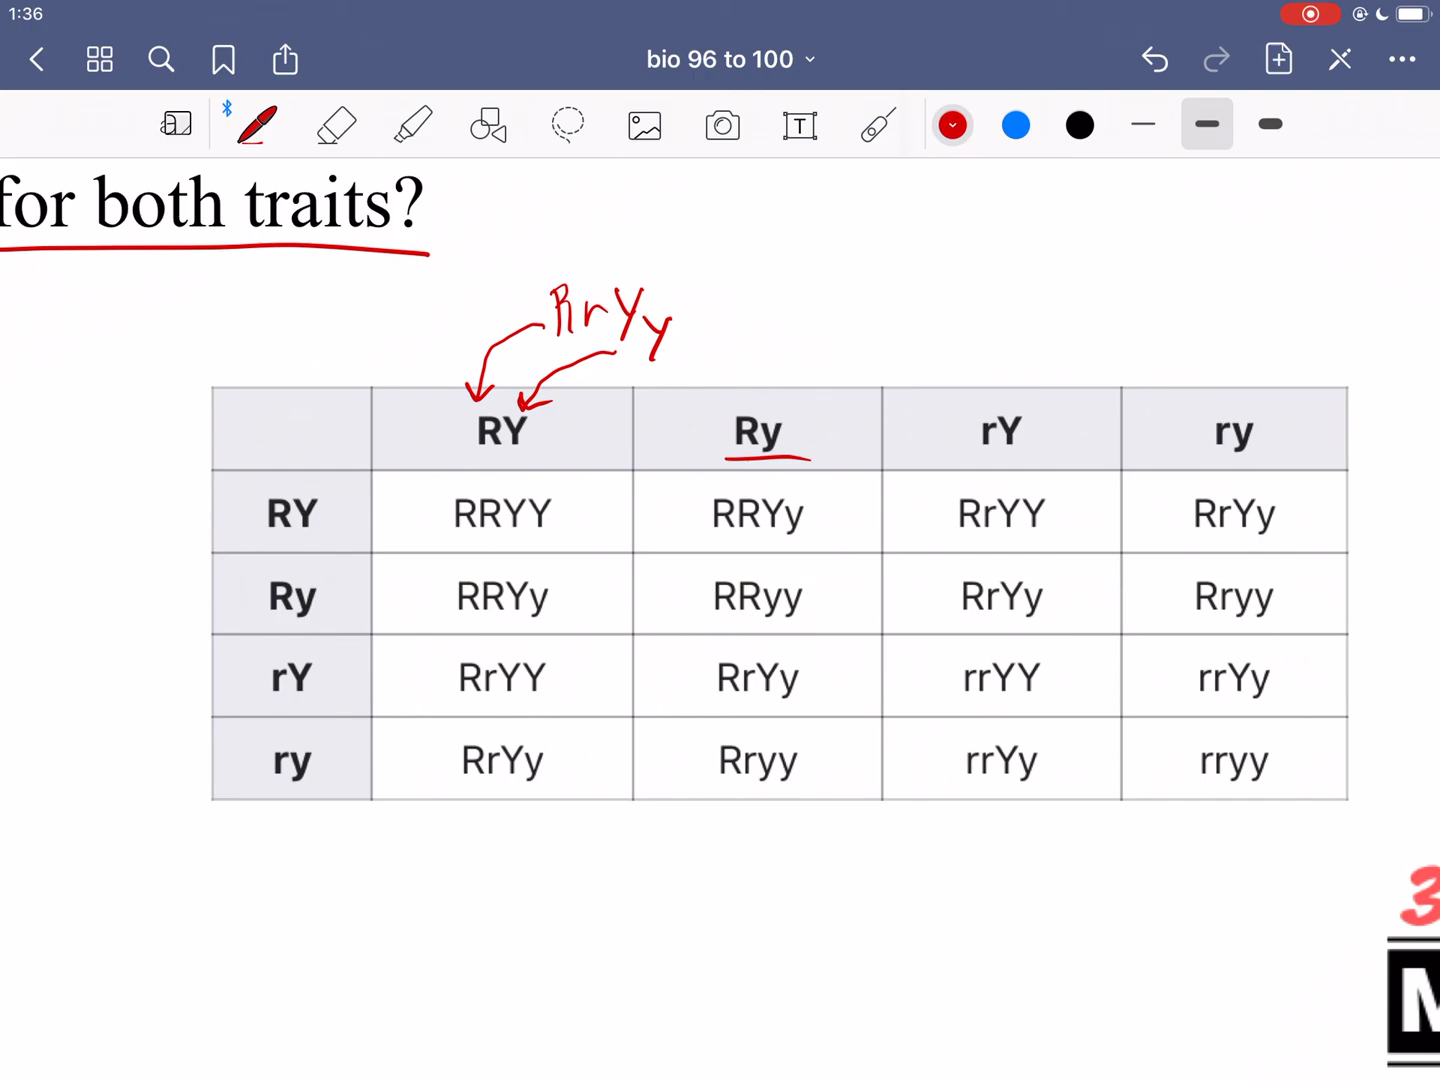 1:36
bio 96 to 100
T
for both traits?
RrYy
RY Ry rY ry
RY RRYY RRYy RrYY RrYy
Ry RRYy RRyy RrYy Rryy
rY RrYY RrYy rrYY rrYy
ry RrYy Rryy rrYy rryy
3